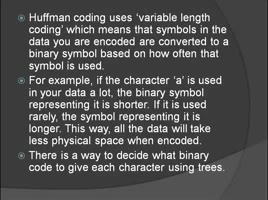 Huffman coding uses 'variable length
coding' which means that symbols in the
data you are encoded are converted to a
binary symbol based on how often that
symbol is used.
For example, if the character 'a' is used
in your data a lot, the binary symbol
representing it is shorter. If it is used
rarely, the symbol representing it is
longer. This way, all the data will take
less physical space when encoded.
There is a way to decide what binary
code to give each character using trees.